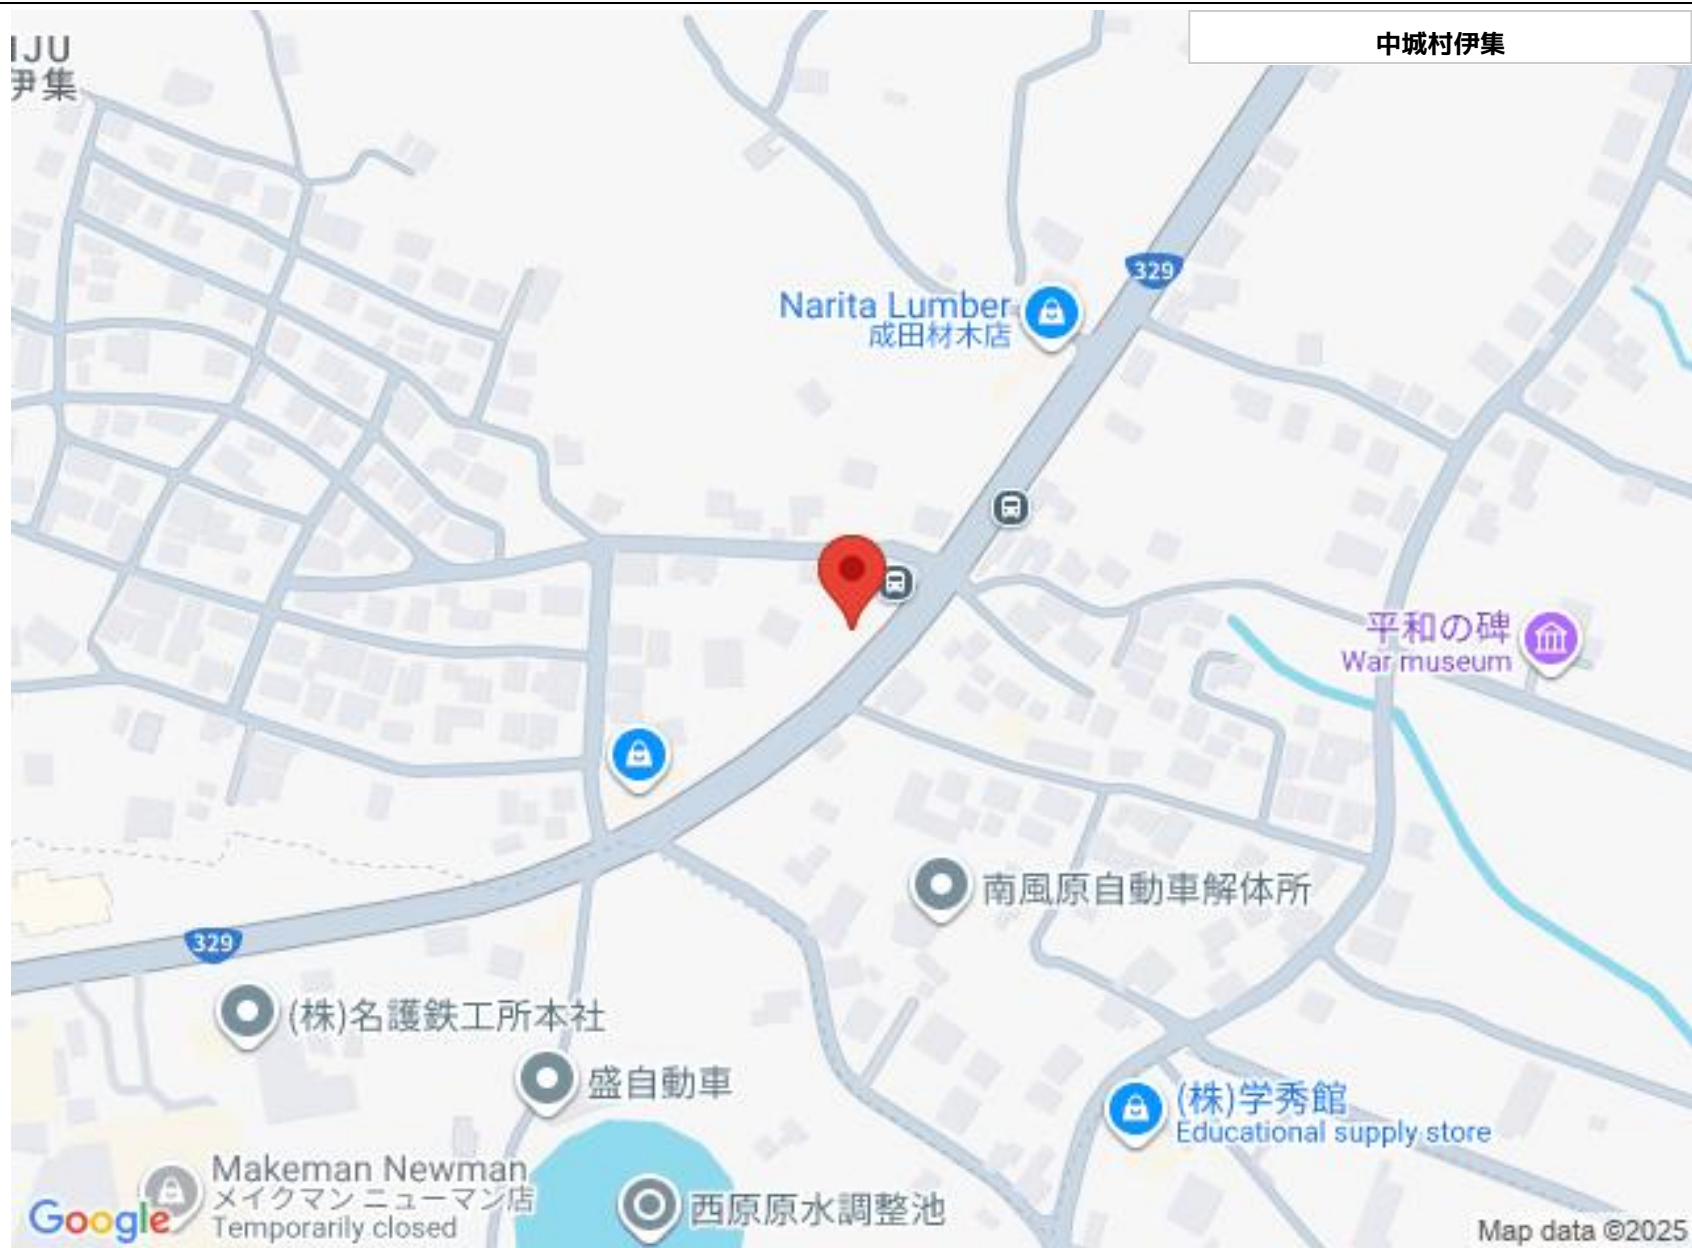 IJU
伊集
中城村伊集
329
Narita Lumber
成田材木店
平和の碑
War museum
南風原自動車解体所
329
(株)名護鉄工所本社
盛自動車
(株)学秀館
Educational supply store
Makeman Newman
メイクマン ニューマン店
Temporarily closed
西原原水調整池
Google
Map data ©2025